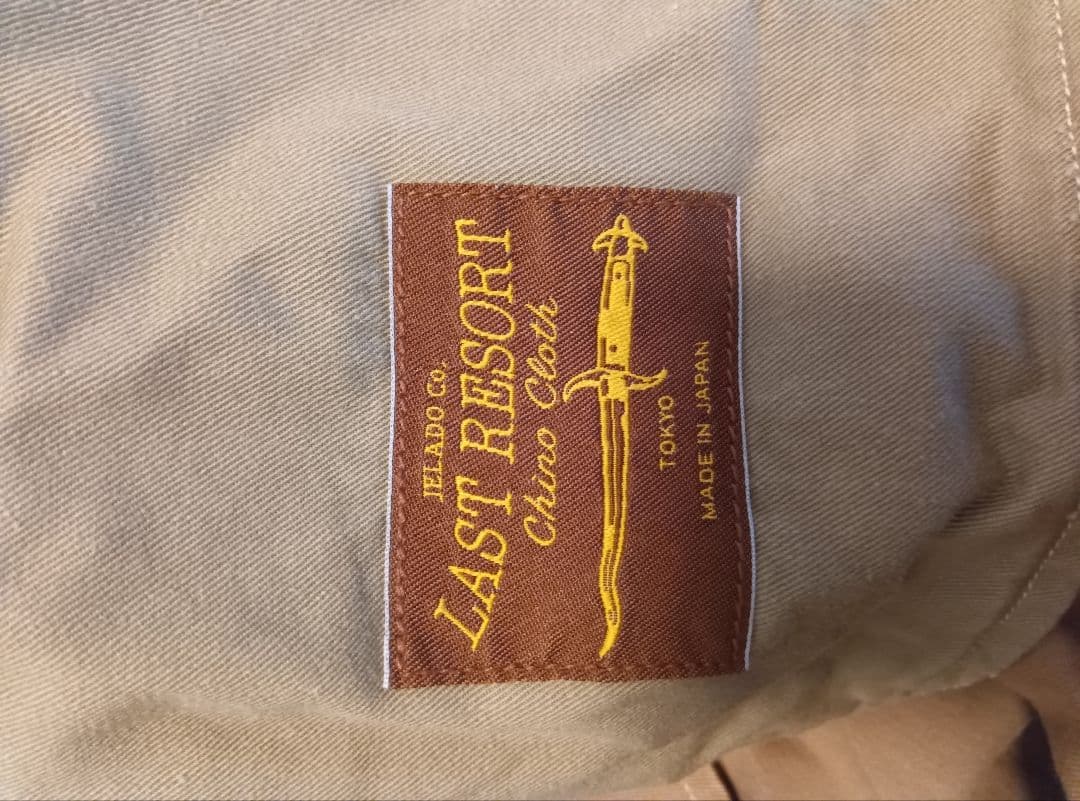 JELADO CO.
LAST RESORT
Chino Cloth
TOKYO
MADE IN JAPAN